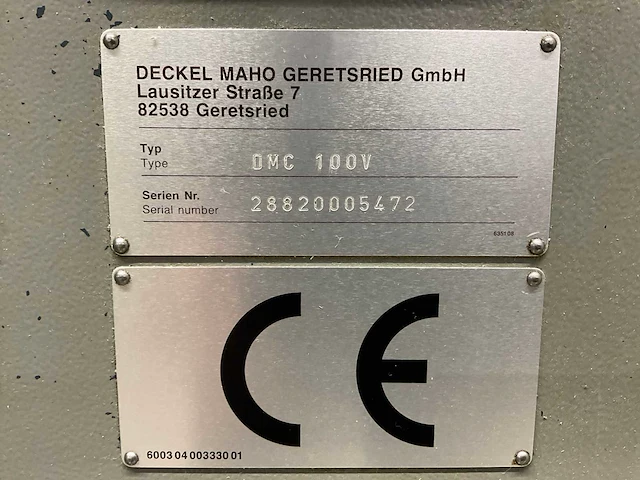 DECKEL MAHO GERETSRIED GmbH
Lausitzer Straße 7
82538 Geretsried
Typ
Type DMC 100V
Serien Nr.
Serial number 28820005472
635108
CE
6003 04 003330 01